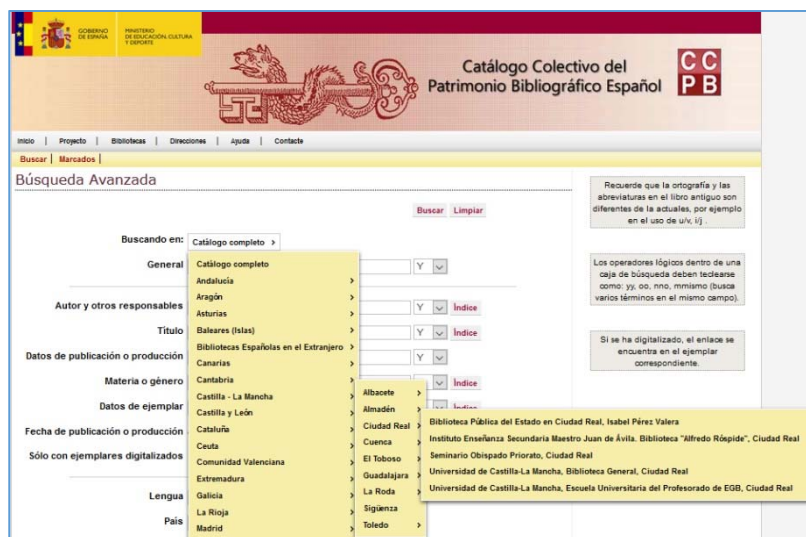 GOBIERNO
DE ESPAÑA
MINISTERIO
DE EDUCACIÓN, CULTURA
Y DEPORTE
Catálogo Colectivo del
Patrimonio Bibliográfico Español
CC
PB
Inicio | Proyecto | Bibliotecas | Direcciones | Ayuda | Contacte
Buscar | Marcados |
Búsqueda Avanzada
Buscar Limpiar
Buscando en: Catálogo completo >
General Y
Autor y otros responsables Y Índice
Título Y Índice
Datos de publicación o producción Y
Materia o género Índice
Datos de ejemplar Índice
Fecha de publicación o producción
Sólo con ejemplares digitalizados
Lengua
País
Catálogo completo
Andalucía >
Aragón >
Asturias >
Baleares (Islas) >
Bibliotecas Españolas en el Extranjero >
Canarias >
Cantabria >
Castilla - La Mancha >
Castilla y León >
Cataluña >
Ceuta >
Comunidad Valenciana >
Extremadura >
Galicia >
La Rioja >
Madrid >
Albacete >
Almadén >
Ciudad Real >
Cuenca >
El Toboso >
Guadalajara >
La Roda >
Sigüenza
Toledo >
Biblioteca Pública del Estado en Ciudad Real, Isabel Pérez Valera
Instituto Enseñanza Secundaria Maestro Juan de Ávila. Biblioteca "Alfredo Róspide", Ciudad Real
Seminario Obispado Priorato, Ciudad Real
Universidad de Castilla-La Mancha, Biblioteca General, Ciudad Real
Universidad de Castilla-La Mancha, Escuela Universitaria del Profesorado de EGB, Ciudad Real
Recuerde que la ortografía y las
abreviaturas en el libro antiguo son
diferentes de la actuales, por ejemplo
en el uso de u/v, i/j .
Los operadores lógicos dentro de una
caja de búsqueda deben teclearse
como: yy, oo, nno, mmismo (busca
varios términos en el mismo campo).
Si se ha digitalizado, el enlace se
encuentra en el ejemplar
correspondiente.